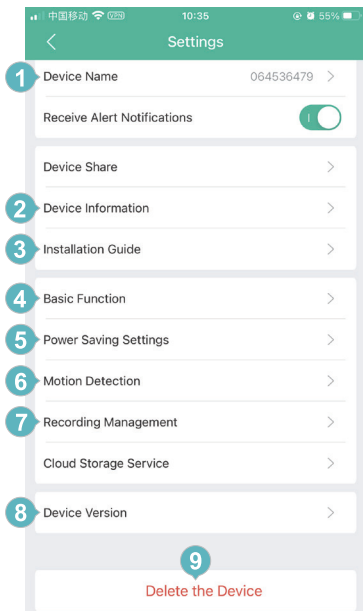 中国移动 VPN 10:35 55%
Settings
1 Device Name 064536479
Receive Alert Notifications
Device Share
2 Device Information
3 Installation Guide
4 Basic Function
5 Power Saving Settings
6 Motion Detection
7 Recording Management
Cloud Storage Service
8 Device Version
9
Delete the Device